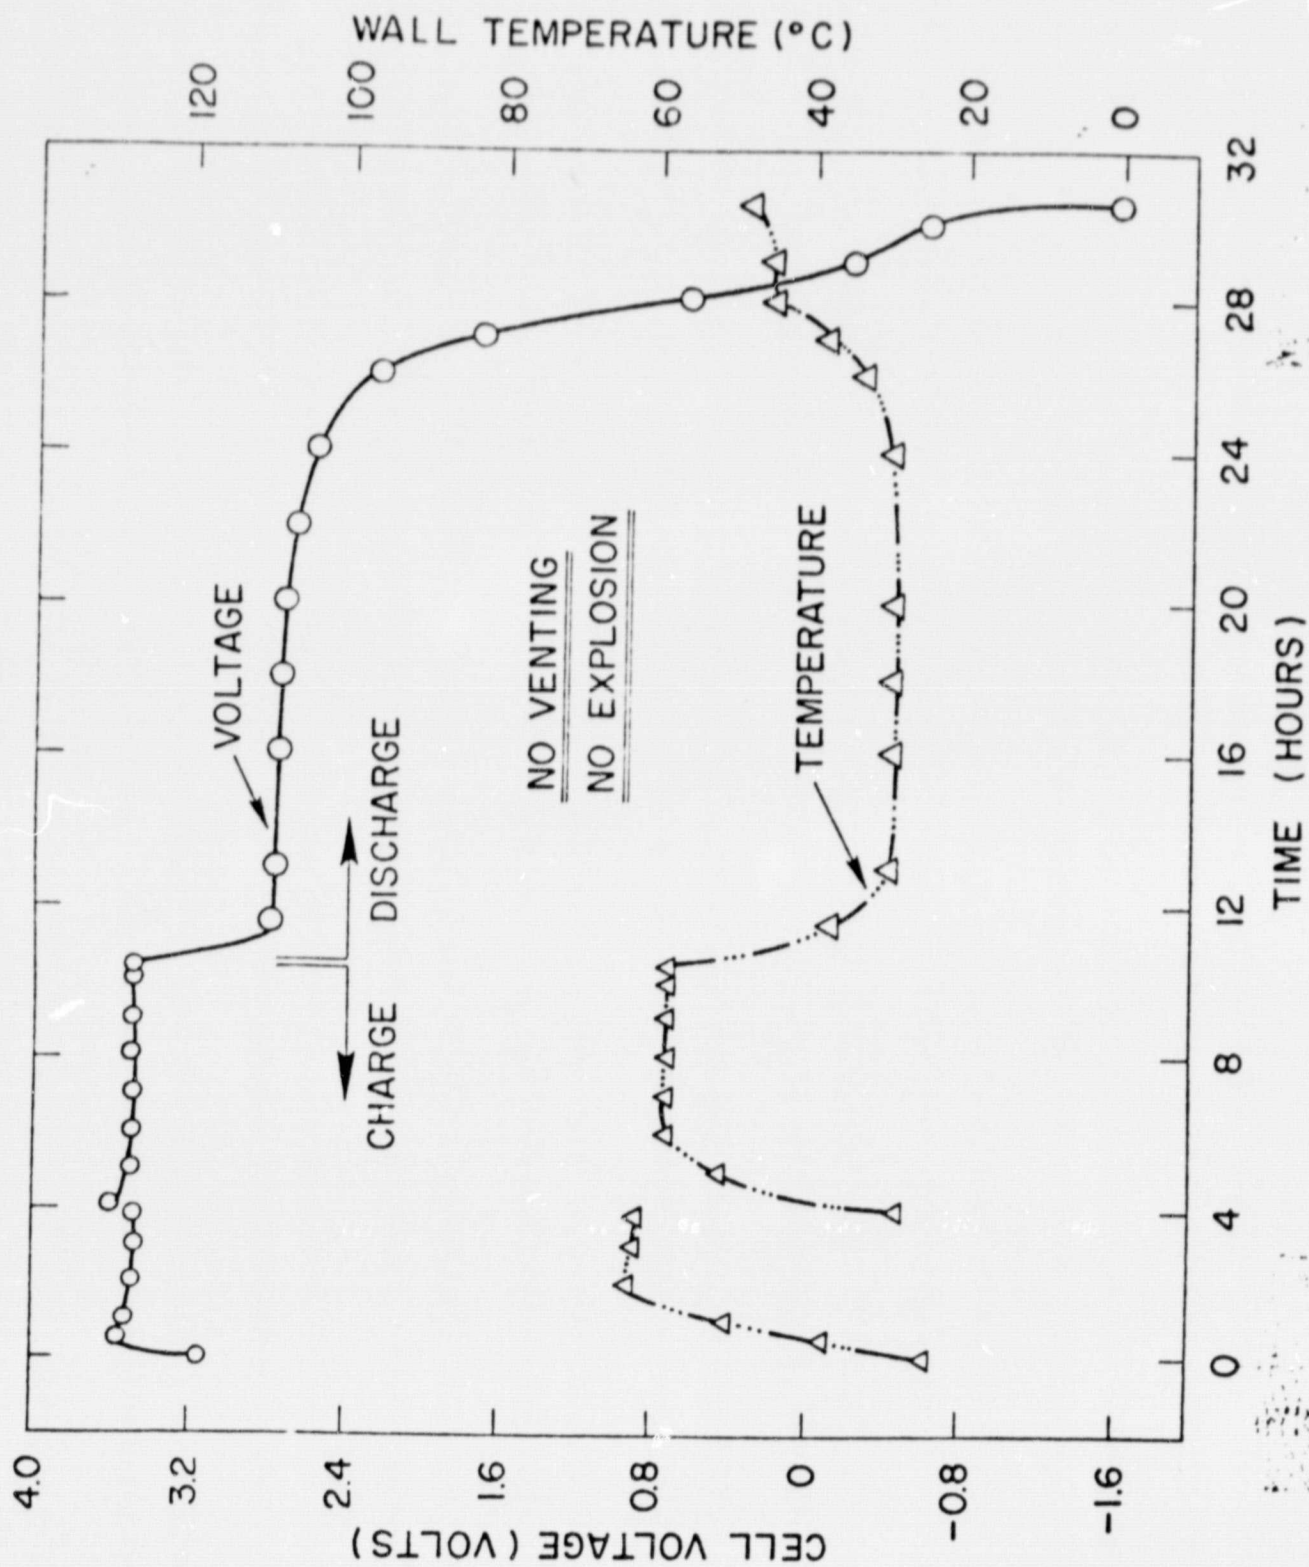 CELL VOLTAGE (VOLTS)
4.0
3.2
2.4
1.6
0.8
0
-0.8
-1.6
VOLTAGE
CHARGE DISCHARGE
NO VENTING
NO EXPLOSION
TEMPERATURE
WALL TEMPERATURE (°C)
120
100
80
60
40
20
0
0 4 8 12 16 20 24 28 32
TIME (HOURS)